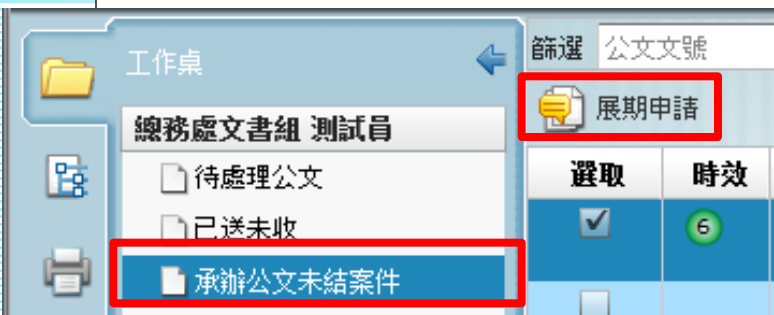 工作桌
總務處文書組 測試員
待處理公文
已送未收
承辦公文未結案件
篩選 公文文號
展期申請
選取 時效
6